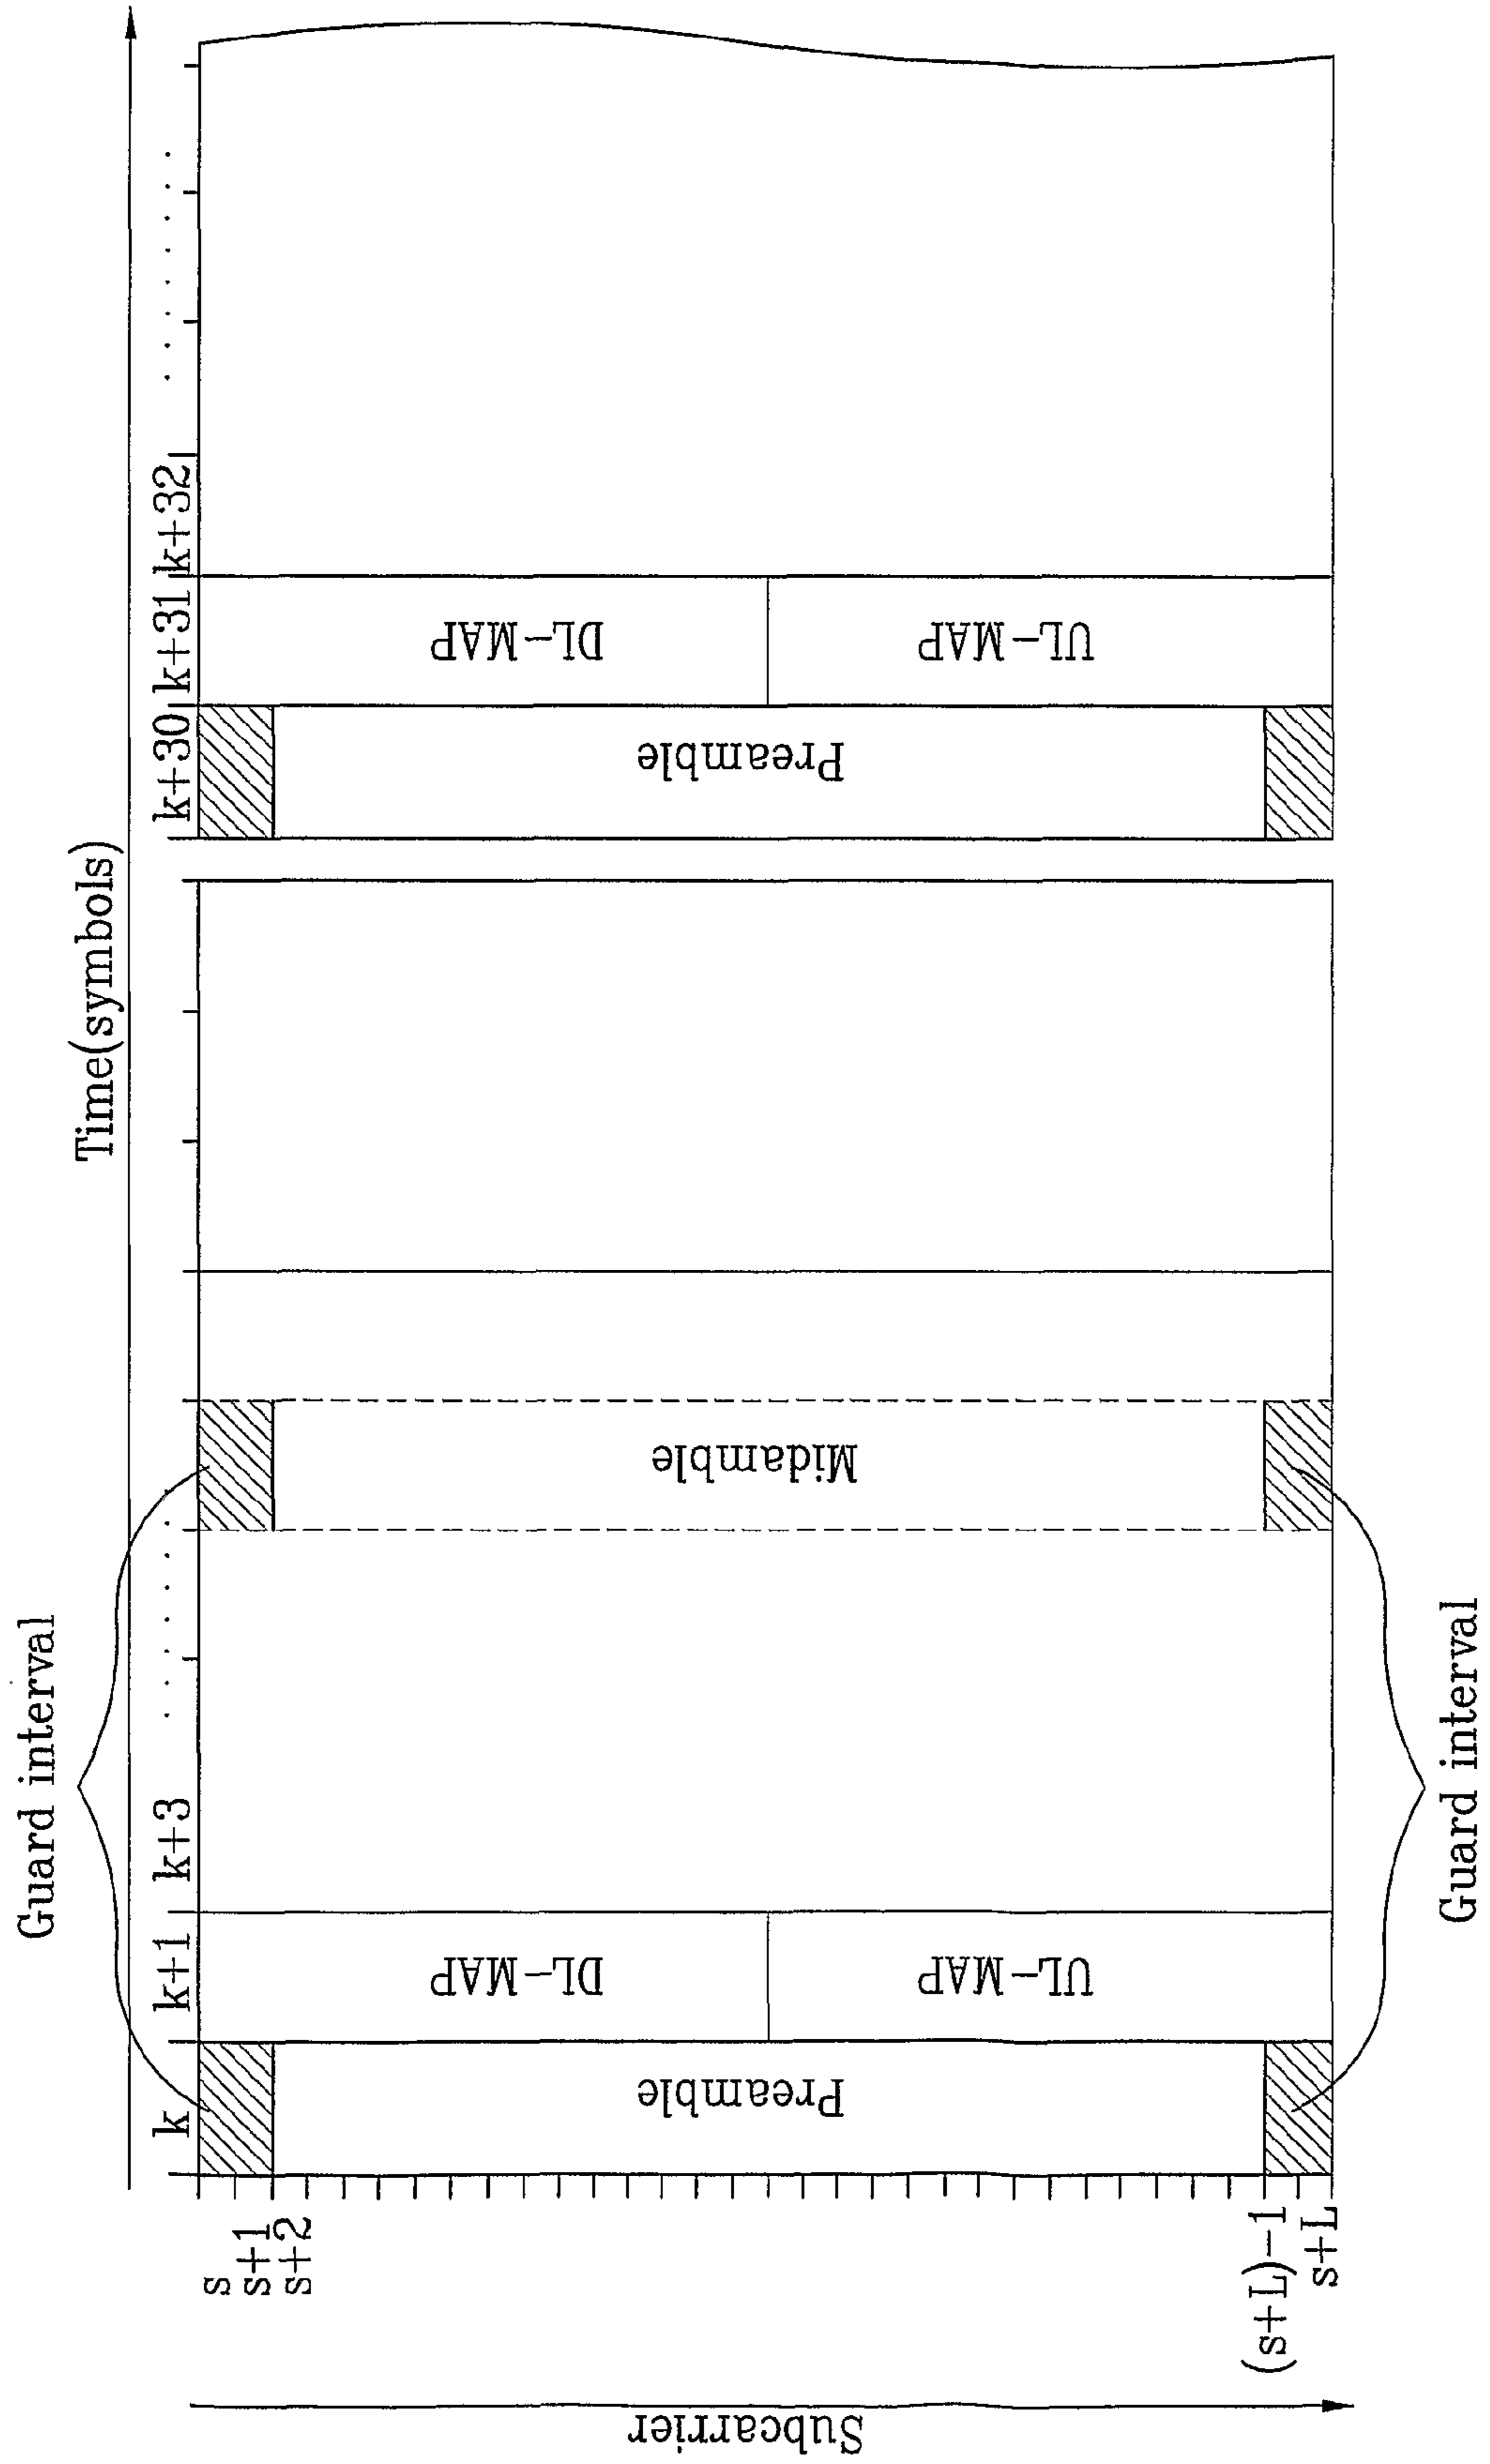 Time(symbols)
Guard interval
k
k+1
k+3
. . . . . . . .
k+30
k+31
k+32
. . . . . . . .
s
s+1
s+2
(s+L)-1
s+L
Subcarrier
Preamble
DL-MAP
UL-MAP
Midamble
Preamble
DL-MAP
UL-MAP
Guard interval